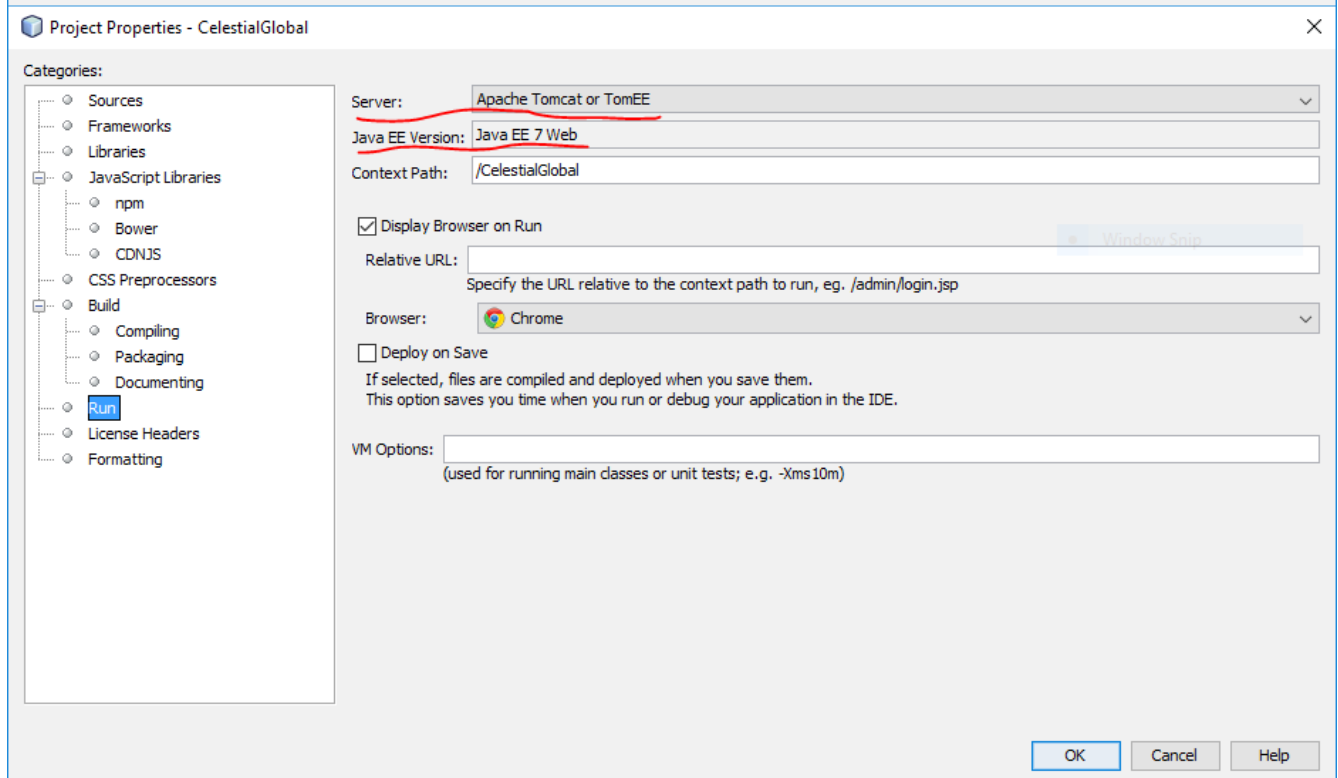 Project Properties - CelestialGlobal
Categories:
Sources
Frameworks
Libraries
JavaScript Libraries
npm
Bower
CDNJS
CSS Preprocessors
Build
Compiling
Packaging
Documenting
Run
License Headers
Formatting
Server: Apache Tomcat or TomEE
Java EE Version: Java EE 7 Web
Context Path: /CelestialGlobal
Display Browser on Run
Window Snip
Relative URL:
Specify the URL relative to the context path to run, eg. /admin/login.jsp
Browser: Chrome
Deploy on Save
If selected, files are compiled and deployed when you save them.
This option saves you time when you run or debug your application in the IDE.
VM Options:
(used for running main classes or unit tests; e.g. -Xms10m)
OK Cancel Help